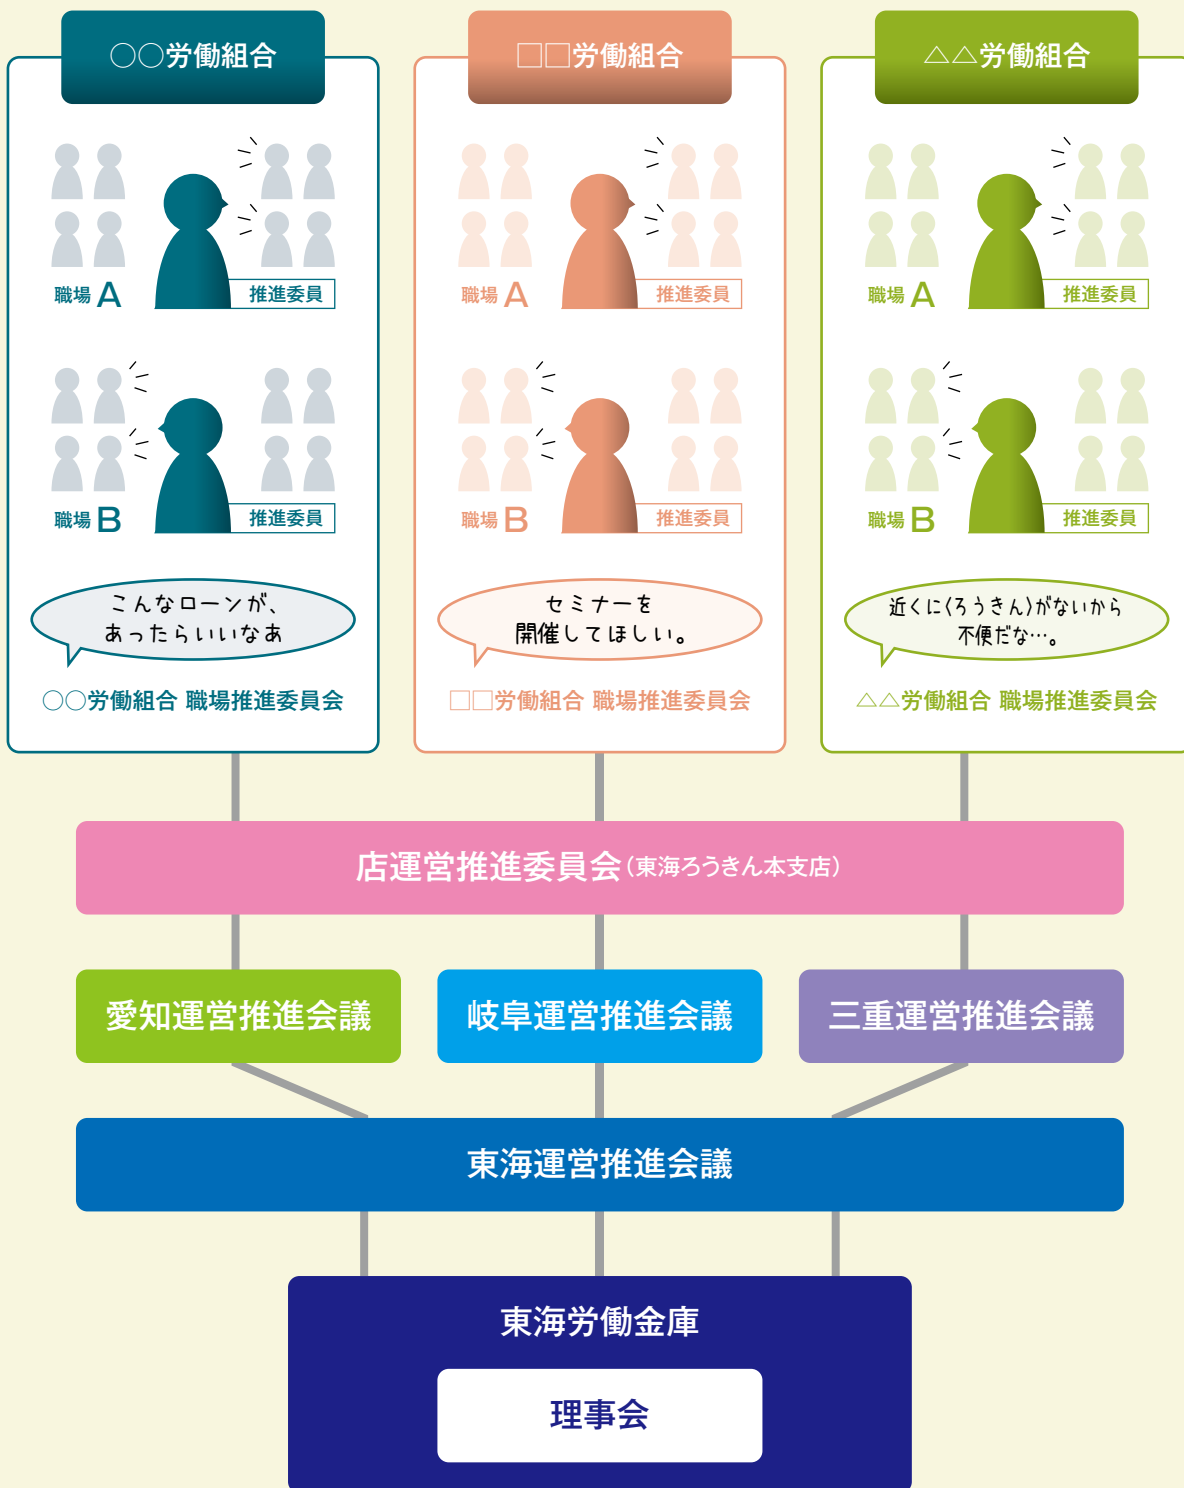 ○○労働組合
□□労働組合
△△労働組合
職場 A
推進委員
職場 A
推進委員
職場 A
推進委員
職場 B
推進委員
職場 B
推進委員
職場 B
推進委員
こんなローンが、
あったらいいなあ
セミナーを
開催してほしい。
近くに〈ろうきん〉がないから
不便だな…。
○○労働組合 職場推進委員会
□□労働組合 職場推進委員会
△△労働組合 職場推進委員会
店運営推進委員会(東海ろうきん本支店)
愛知運営推進会議
岐阜運営推進会議
三重運営推進会議
東海運営推進会議
東海労働金庫
理事会